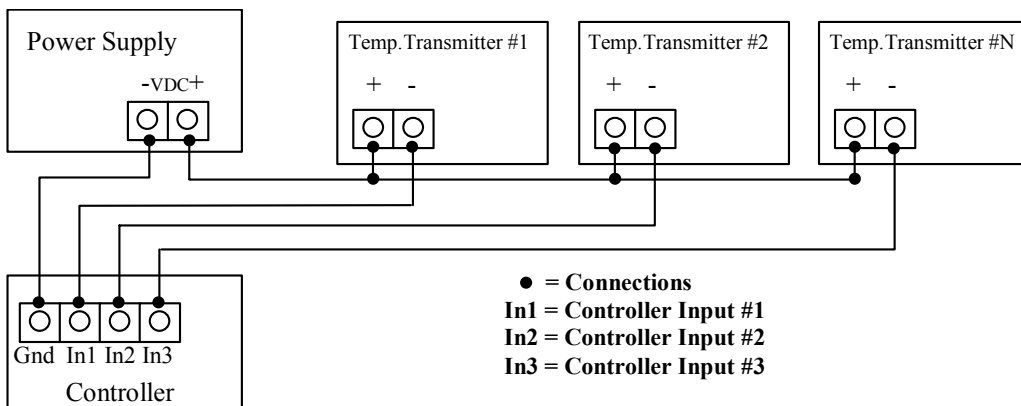 Power Supply
-VDC+
Temp.Transmitter #1
+ -
Temp.Transmitter #2
+ -
Temp.Transmitter #N
+ -
● = Connections
In1 = Controller Input #1
In2 = Controller Input #2
In3 = Controller Input #3
Gnd In1 In2 In3
Controller